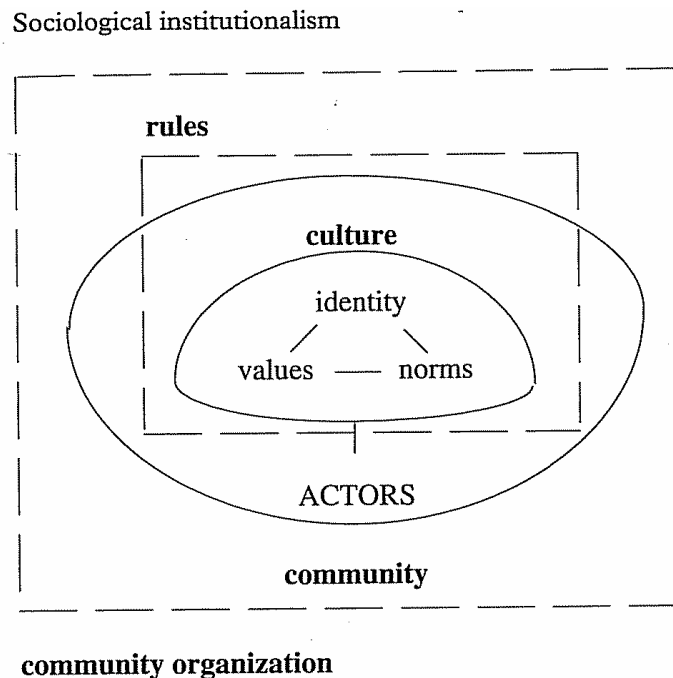 Sociological institutionalism
rules
culture
identity
values norms
ACTORS
community
community organization